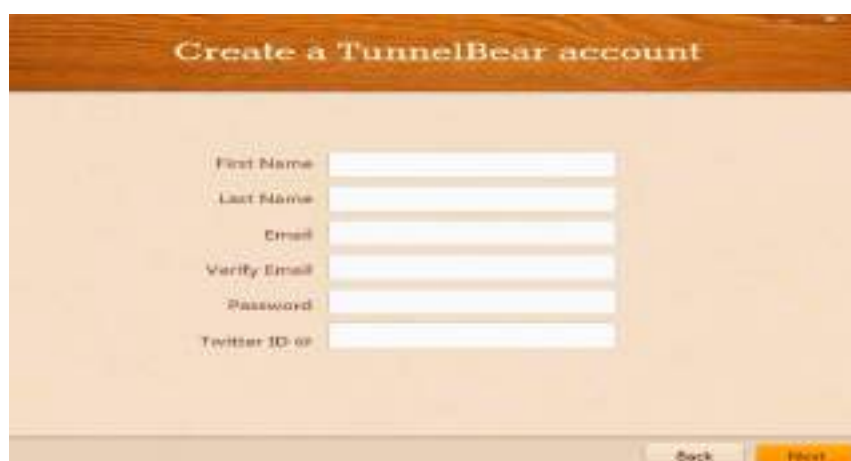 Create a TunnelBear account
First Name
Last Name
Email
Verify Email
Password
Twitter ID or
Back
Next